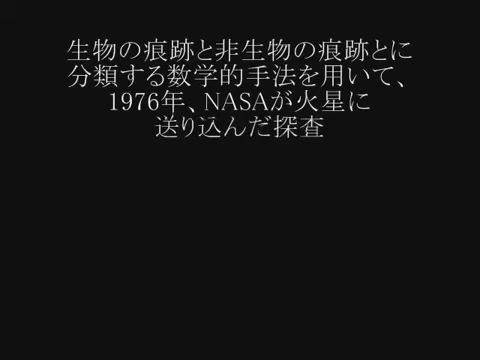 生物の痕跡と非生物の痕跡とに
分類する数学的手法を用いて、
1976年、NASAが火星に
送り込んだ探査